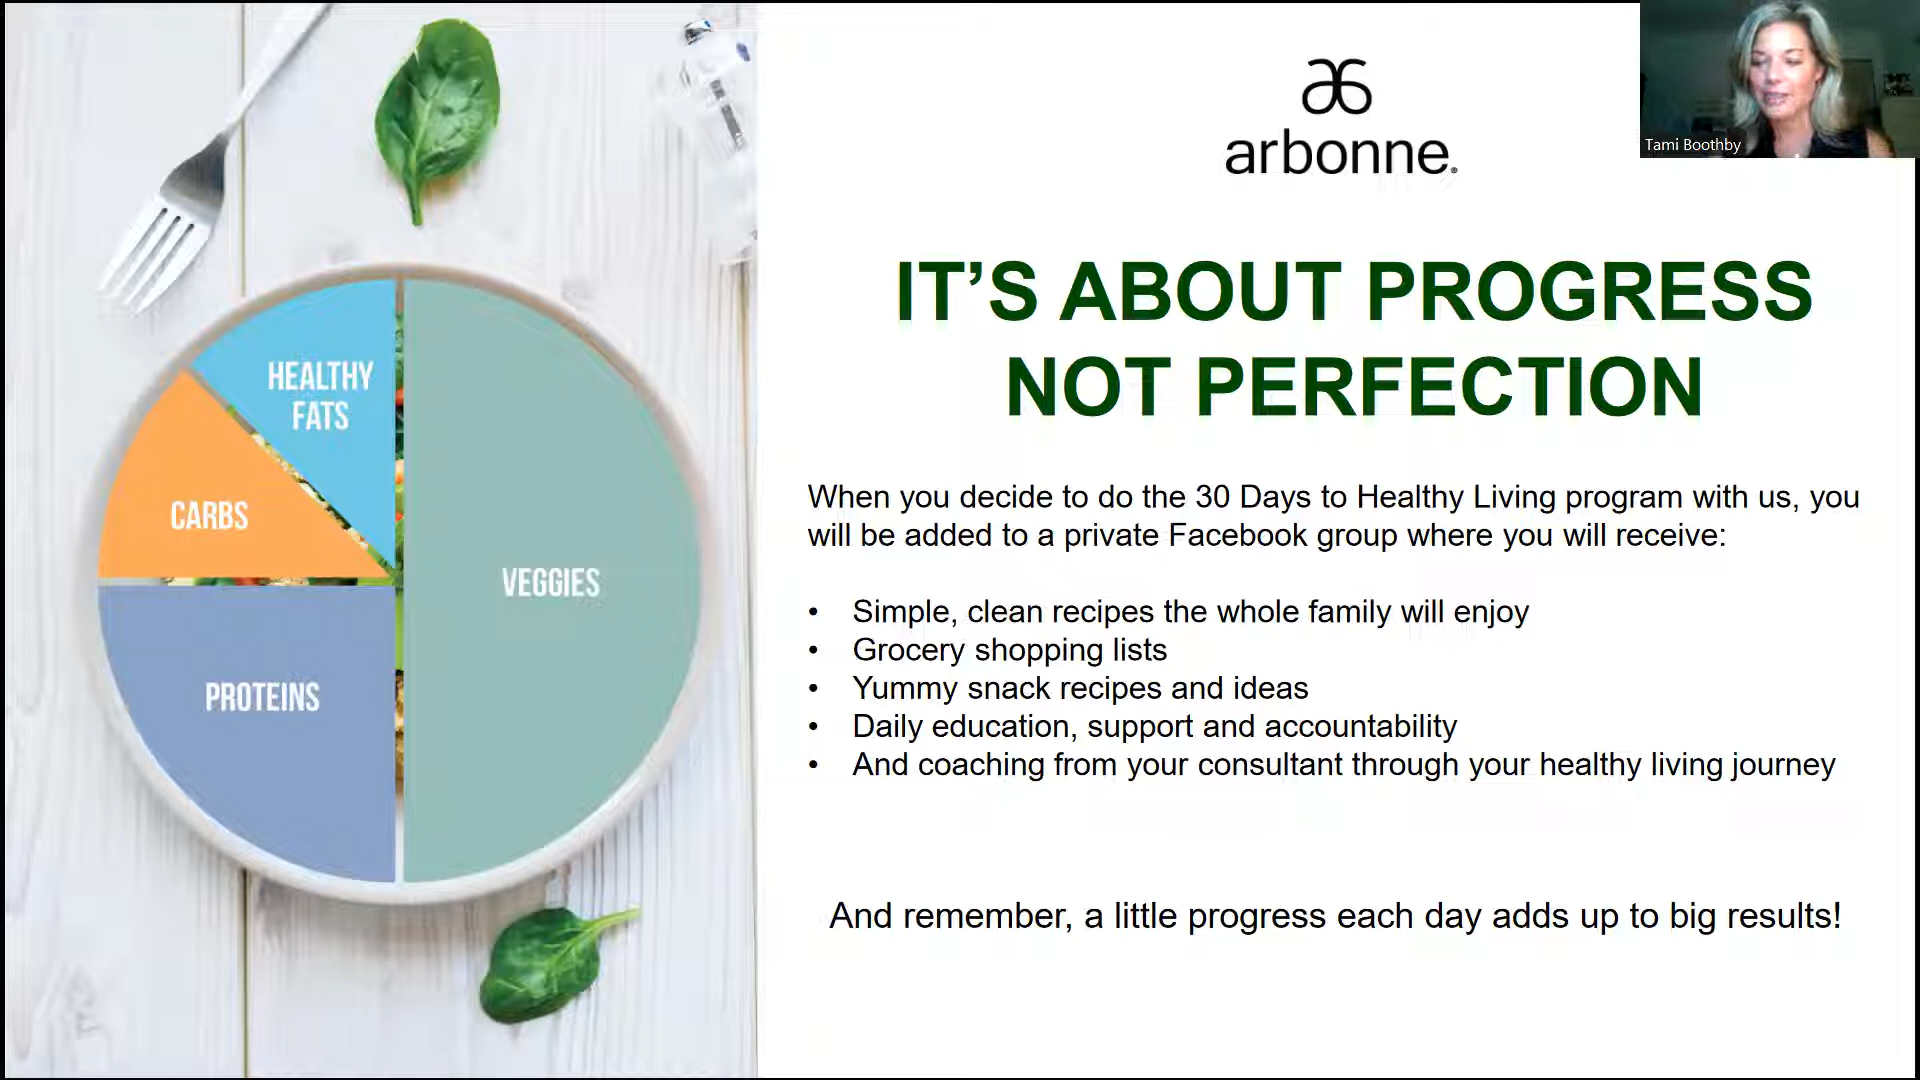 HEALTHY
FATS
CARBS
VEGGIES
PROTEINS
arbonne®
Tami Boothby
IT’S ABOUT PROGRESS
NOT PERFECTION
When you decide to do the 30 Days to Healthy Living program with us, you
will be added to a private Facebook group where you will receive:
• Simple, clean recipes the whole family will enjoy
• Grocery shopping lists
• Yummy snack recipes and ideas
• Daily education, support and accountability
• And coaching from your consultant through your healthy living journey
And remember, a little progress each day adds up to big results!